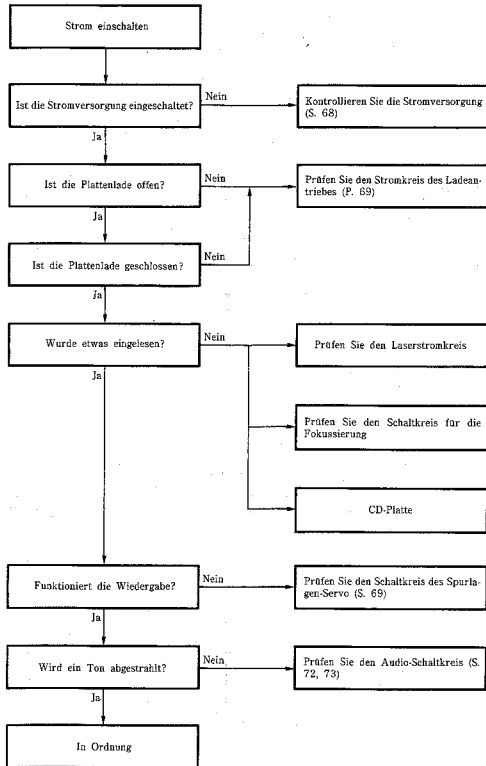 Strom einschalten
Ist die Stromversorgung eingeschaltet?
Nein
Kontrollieren Sie die Stromversorgung
(S. 68)
Ja
Ist die Plattenlade offen?
Nein
Prüfen Sie den Stromkreis des Ladean-
triebes (P. 69)
Ja
Ist die Plattenlade geschlossen?
Nein
Ja
Wurde etwas eingelesen?
Nein
Prüfen Sie den Laserstromkreis
Ja
Prüfen Sie den Schaltkreis für die
Fokussierung
CD-Platte
Funktioniert die Wiedergabe?
Nein
Prüfen Sie den Schaltkreis des Spurla-
gen-Servo (S. 69)
Ja
Wird ein Ton abgestrahlt?
Nein
Prüfen Sie den Audio-Schaltkreis (S.
72, 73)
Ja
In Ordnung